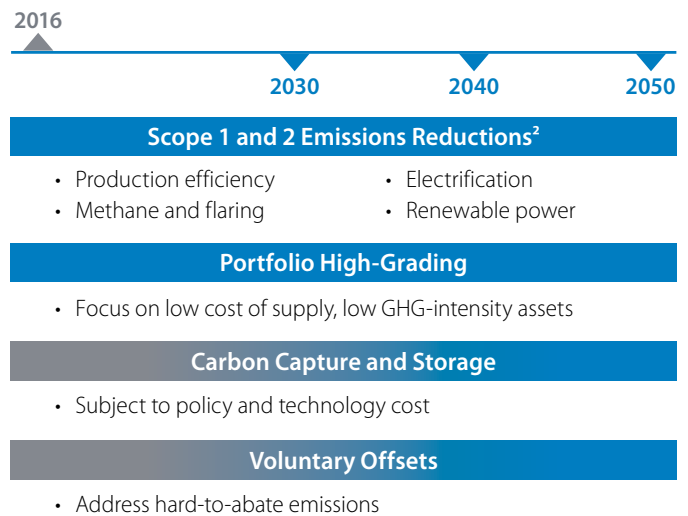 2016
2030 2040 2050
Scope 1 and 2 Emissions Reductions²
• Production efficiency • Electrification
• Methane and flaring • Renewable power
Portfolio High-Grading
• Focus on low cost of supply, low GHG-intensity assets
Carbon Capture and Storage
• Subject to policy and technology cost
Voluntary Offsets
• Address hard-to-abate emissions